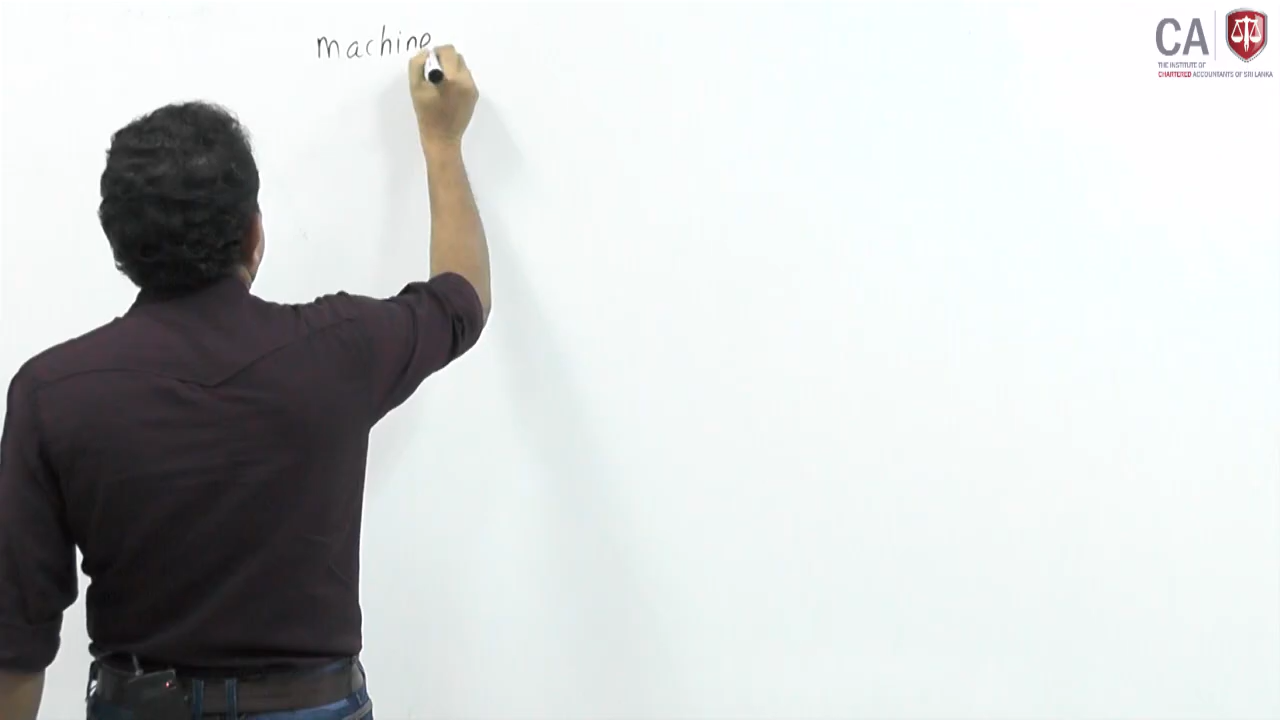 machine
CA
THE INSTITUTE OF
CHARTERED ACCOUNTANTS OF SRI LANKA